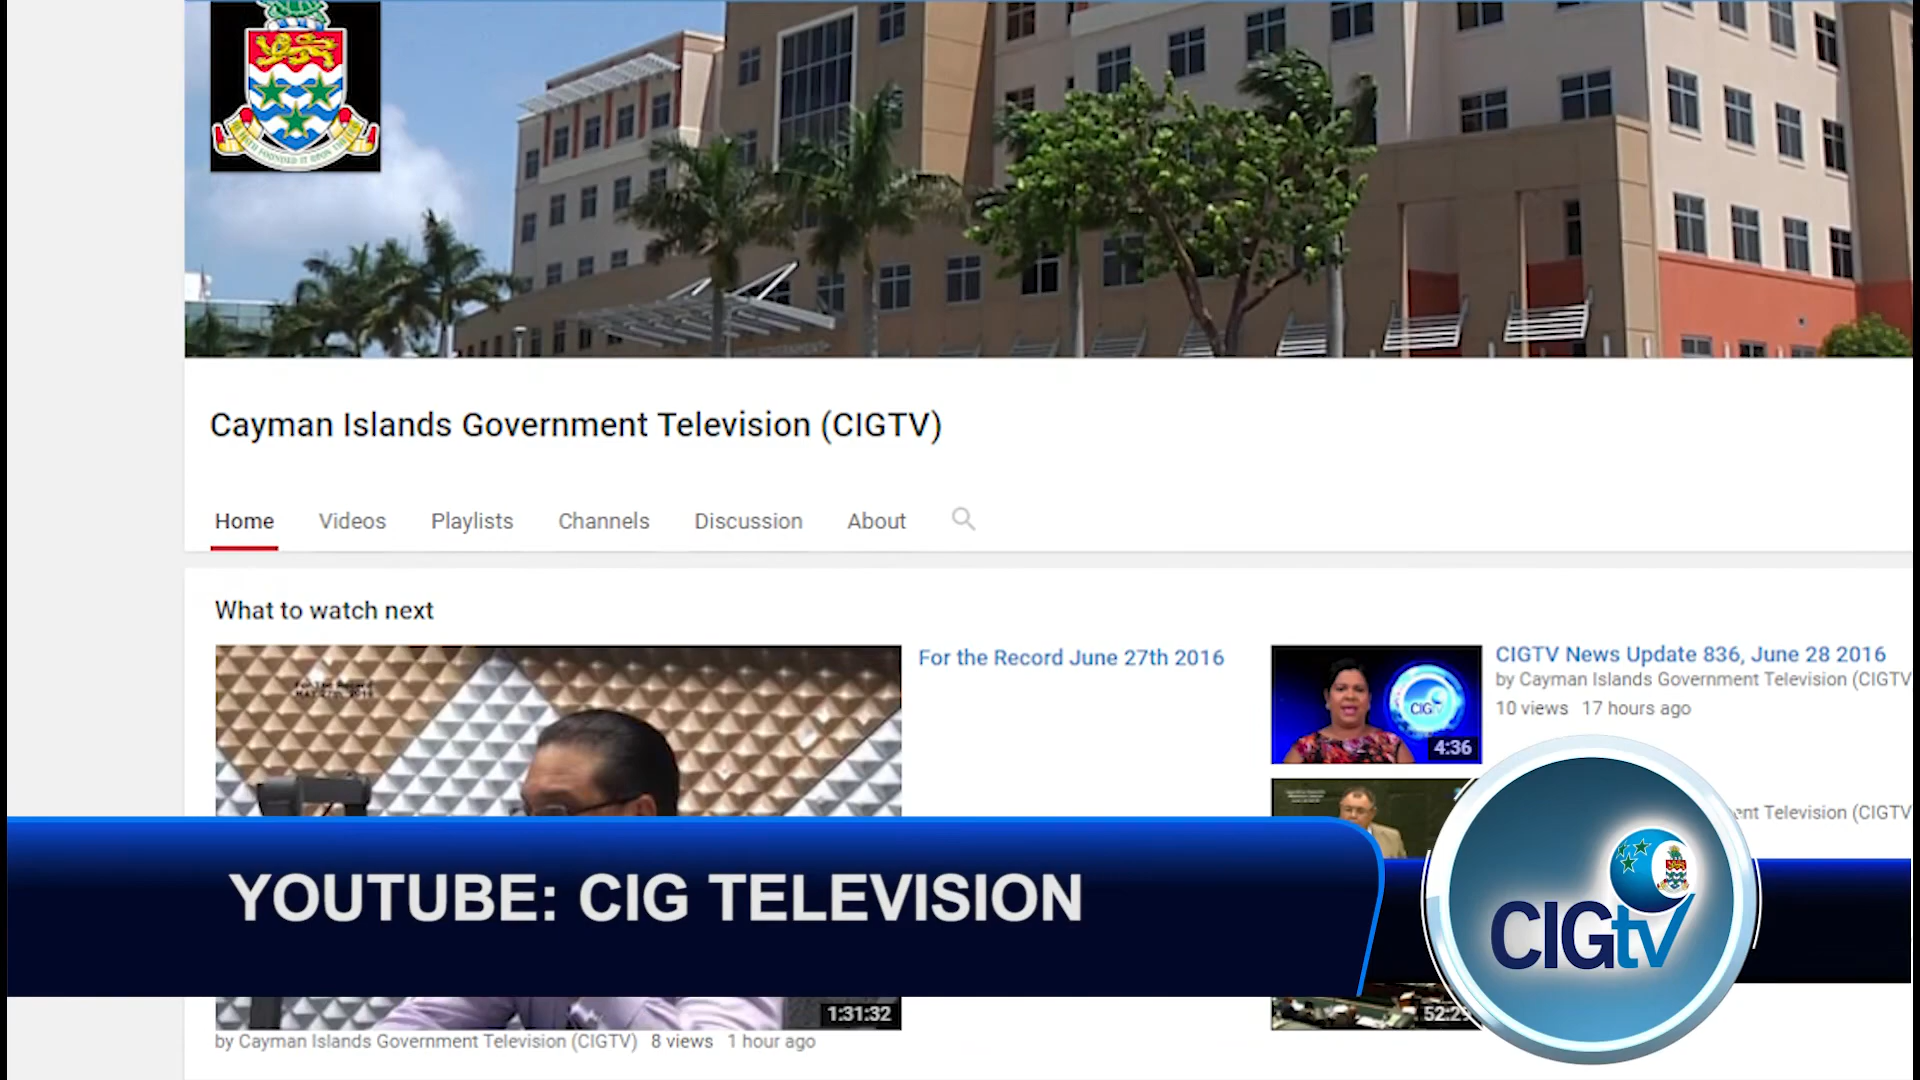 Cayman Islands Government Television (CIGTV)
Home Videos Playlists Channels Discussion About
What to watch next
For the Record June 27th 2016
CIGTV News Update 836, June 28 2016
by Cayman Islands Government Television (CIGTV
10 views 17 hours ago
CIG
4:36
Television (CIGTV
YOUTUBE: CIG TELEVISION
CIGtv
1:31:32
by Cayman Islands Government Television (CIGTV) 8 views 1 hour ago